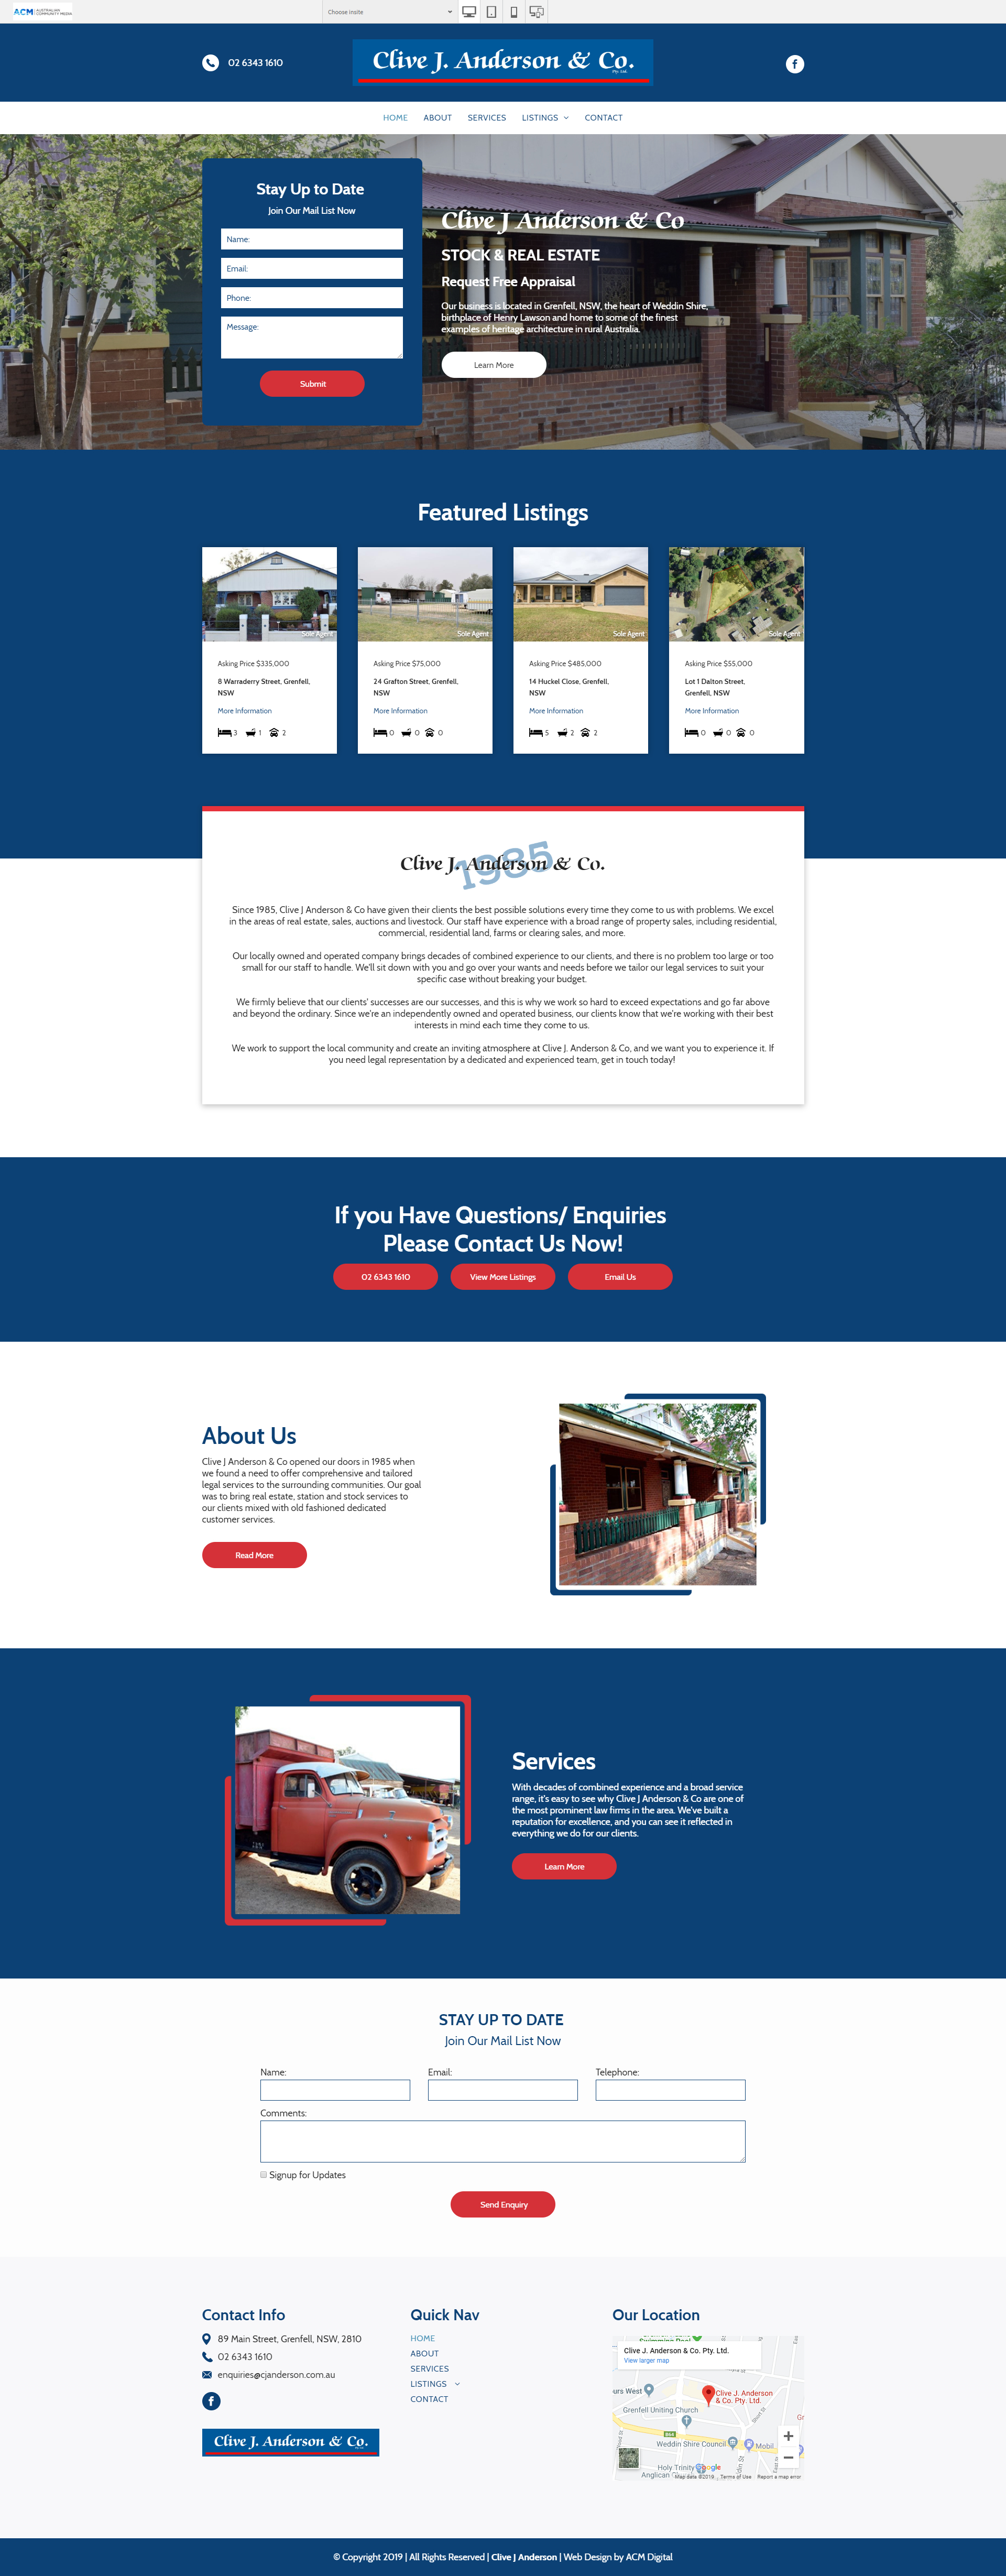 ACM AUSTRALIAN COMMUNITY MEDIA
Choose insite
02 6343 1610
Clive J. Anderson & Co.
Pty. Ltd.
HOME ABOUT SERVICES LISTINGS CONTACT
Stay Up to Date
Join Our Mail List Now
Name:
Email:
Phone:
Message:
Submit
Clive J Anderson & Co
STOCK & REAL ESTATE
Request Free Appraisal
Our business is located in Grenfell, NSW, the heart of Weddin Shire,
birthplace of Henry Lawson and home to some of the finest
examples of heritage architecture in rural Australia.
Learn More
Featured Listings
Sole Agent
Asking Price $335,000
8 Warraderry Street, Grenfell,
NSW
More Information
3 1 2
Sole Agent
Asking Price $75,000
24 Grafton Street, Grenfell,
NSW
More Information
0 0 0
Sole Agent
Asking Price $485,000
14 Huckel Close, Grenfell,
NSW
More Information
5 2 2
Sole Agent
Asking Price $55,000
Lot 1 Dalton Street,
Grenfell, NSW
More Information
0 0 0
1985
Clive J. Anderson & Co.
Since 1985, Clive J Anderson & Co have given their clients the best possible solutions every time they come to us with problems. We excel
in the areas of real estate, sales, auctions and livestock. Our staff have experience with a broad range of property sales, including residential,
commercial, residential land, farms or clearing sales, and more.
Our locally owned and operated company brings decades of combined experience to our clients, and there is no problem too large or too
small for our staff to handle. We'll sit down with you and go over your wants and needs before we tailor our legal services to suit your
specific case without breaking your budget.
We firmly believe that our clients' successes are our successes, and this is why we work so hard to exceed expectations and go far above
and beyond the ordinary. Since we're an independently owned and operated business, our clients know that we're working with their best
interests in mind each time they come to us.
We work to support the local community and create an inviting atmosphere at Clive J. Anderson & Co, and we want you to experience it. If
you need legal representation by a dedicated and experienced team, get in touch today!
If you Have Questions/ Enquiries
Please Contact Us Now!
02 6343 1610 View More Listings Email Us
About Us
Clive J Anderson & Co opened our doors in 1985 when
we found a need to offer comprehensive and tailored
legal services to the surrounding communities. Our goal
was to bring real estate, station and stock services to
our clients mixed with old fashioned dedicated
customer services.
Read More
Services
With decades of combined experience and a broad service
range, it's easy to see why Clive J Anderson & Co are one of
the most prominent law firms in the area. We've built a
reputation for excellence, and you can see it reflected in
everything we do for our clients.
Learn More
STAY UP TO DATE
Join Our Mail List Now
Name: Email: Telephone:
Comments:
Signup for Updates
Send Enquiry
Contact Info
89 Main Street, Grenfell, NSW, 2810
02 6343 1610
enquiries@cjanderson.com.au
Clive J. Anderson & Co.
Quick Nav
HOME
ABOUT
SERVICES
LISTINGS
CONTACT
Our Location
Clive J. Anderson & Co. Pty. Ltd.
View larger map
ours West
Clive J. Anderson
& Co. Pty. Ltd.
Grenfell Uniting Church
Short St
B64
Weddin Shire Council
Mobil
Holy Trinity
Anglican
Google
Map data ©2019 Terms of Use Report a map error
© Copyright 2019 | All Rights Reserved | Clive J Anderson | Web Design by ACM Digital